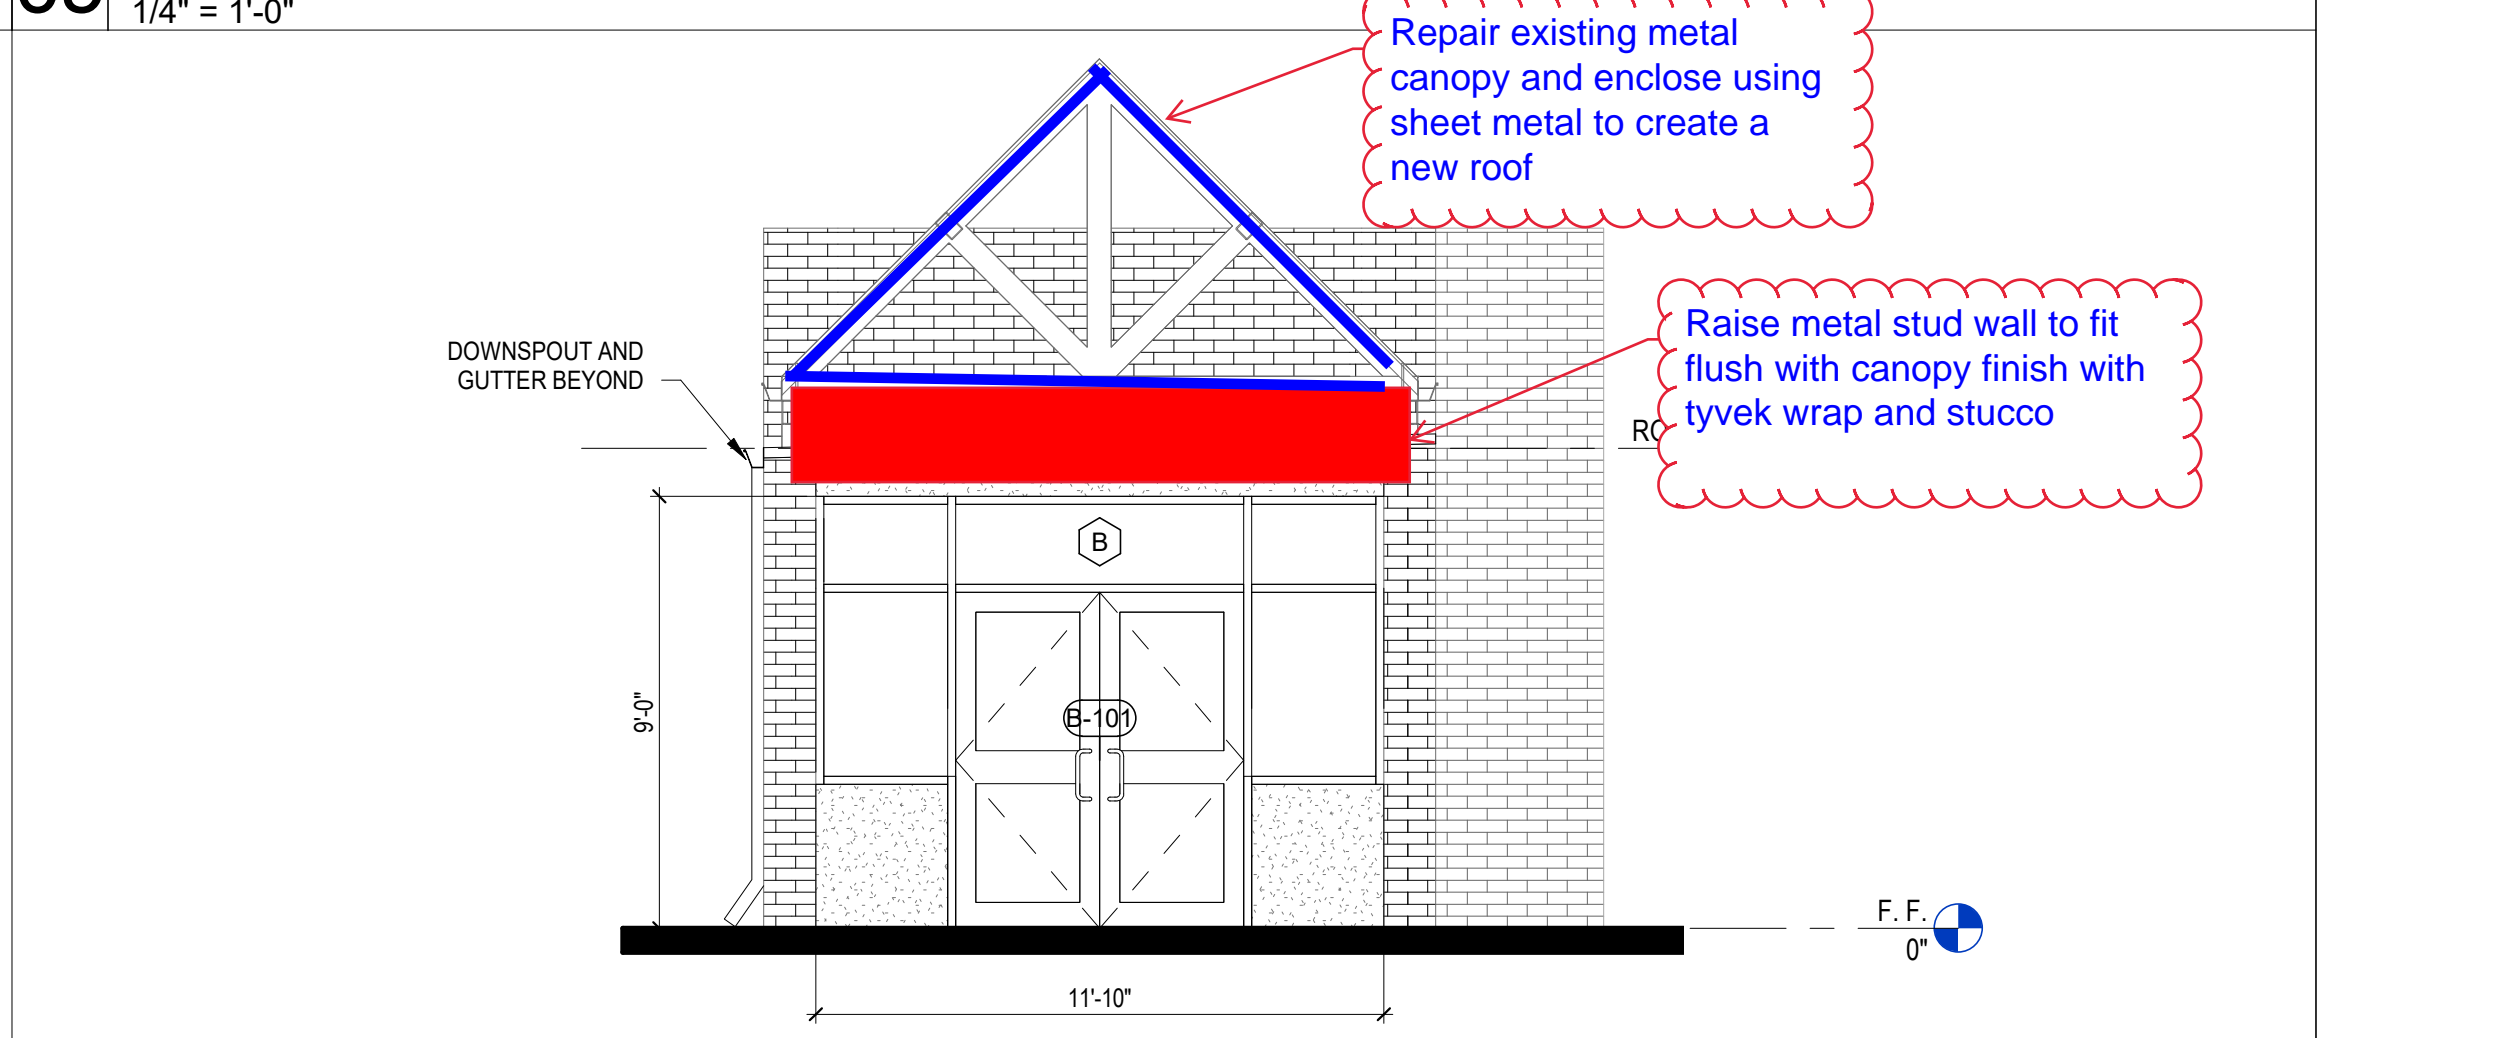 1/4" = 1'-0"
Repair existing metal
canopy and enclose using
sheet metal to create a
new roof
Raise metal stud wall to fit
flush with canopy finish with
tyvek wrap and stucco
DOWNSPOUT AND
GUTTER BEYOND
B
B-101
9'-0"
F. F.
0"
11'-10"